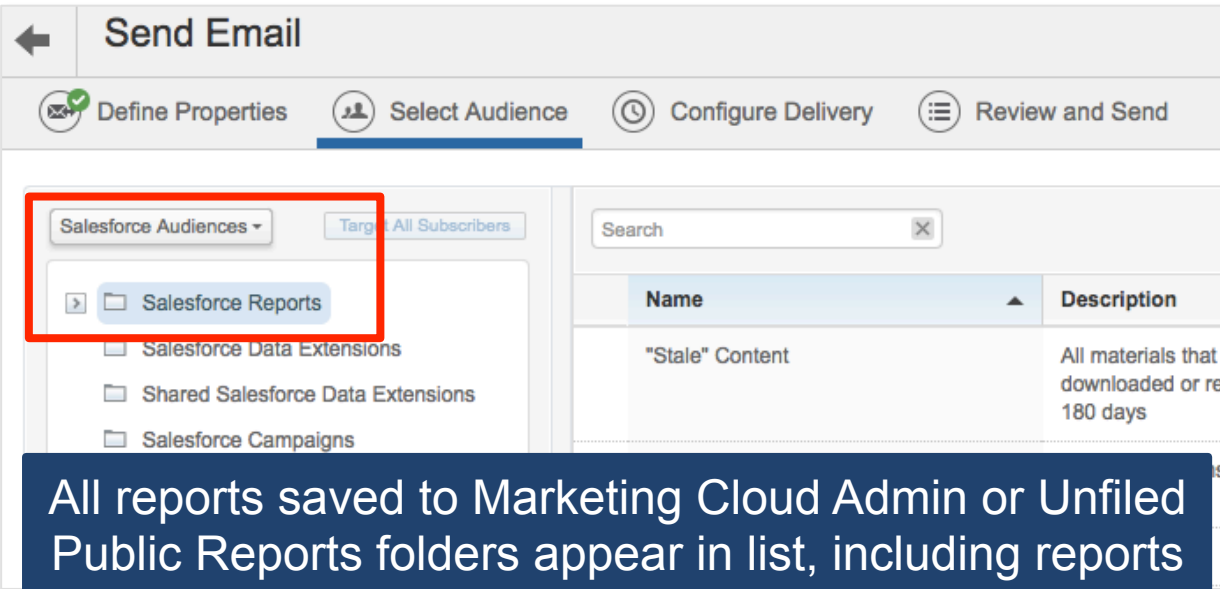 Send Email
Define Properties
Select Audience
Configure Delivery
Review and Send
Salesforce Audiences
Target All Subscribers
Search
Salesforce Reports
Salesforce Data Extensions
Shared Salesforce Data Extensions
Salesforce Campaigns
Name
Description
"Stale" Content
All materials that
downloaded or re
180 days
All reports saved to Marketing Cloud Admin or Unfiled
Public Reports folders appear in list, including reports